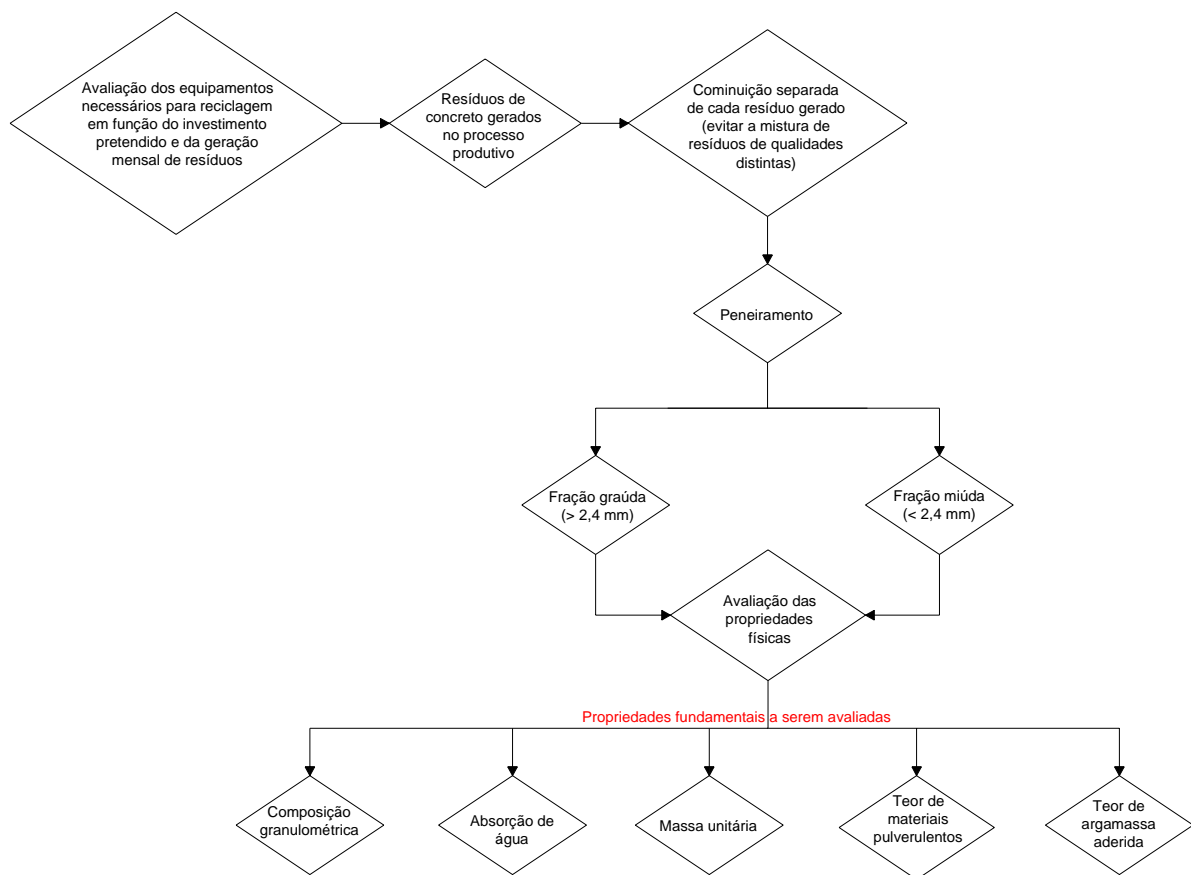 Avaliação dos equipamentos
necessários para reciclagem
em função do investimento
pretendido e da geração
mensal de resíduos
Resíduos de
concreto gerados
no processo
produtivo
Cominuição separada
de cada resíduo gerado
(evitar a mistura de
resíduos de qualidades
distintas)
Peneiramento
Fração graúda
(> 2,4 mm)
Fração miúda
(< 2,4 mm)
Avaliação das
propriedades
físicas
Propriedades fundamentais a serem avaliadas
Composição
granulométrica
Absorção de
água
Massa unitária
Teor de
materiais
pulverulentos
Teor de
argamassa
aderida